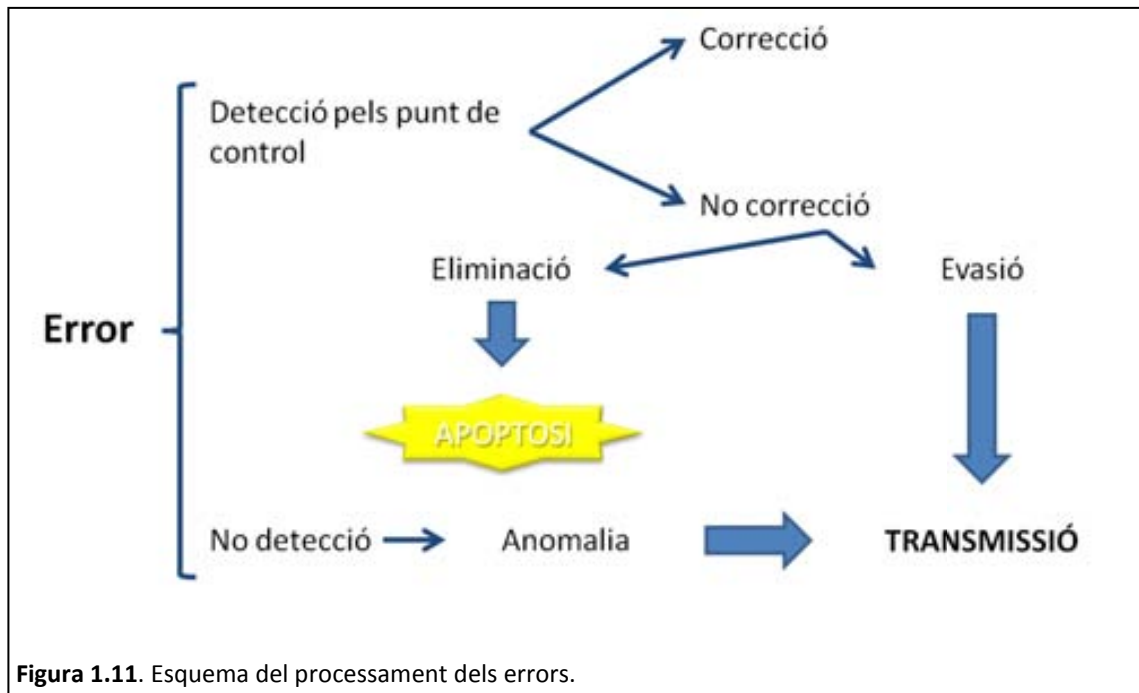 Correcció
Detecció pels punt de
control
No correcció
Eliminació
Evasió
Error
APOPTOSI
No detecció
Anomalia
TRANSMISSIÓ
Figura 1.11. Esquema del processament dels errors.